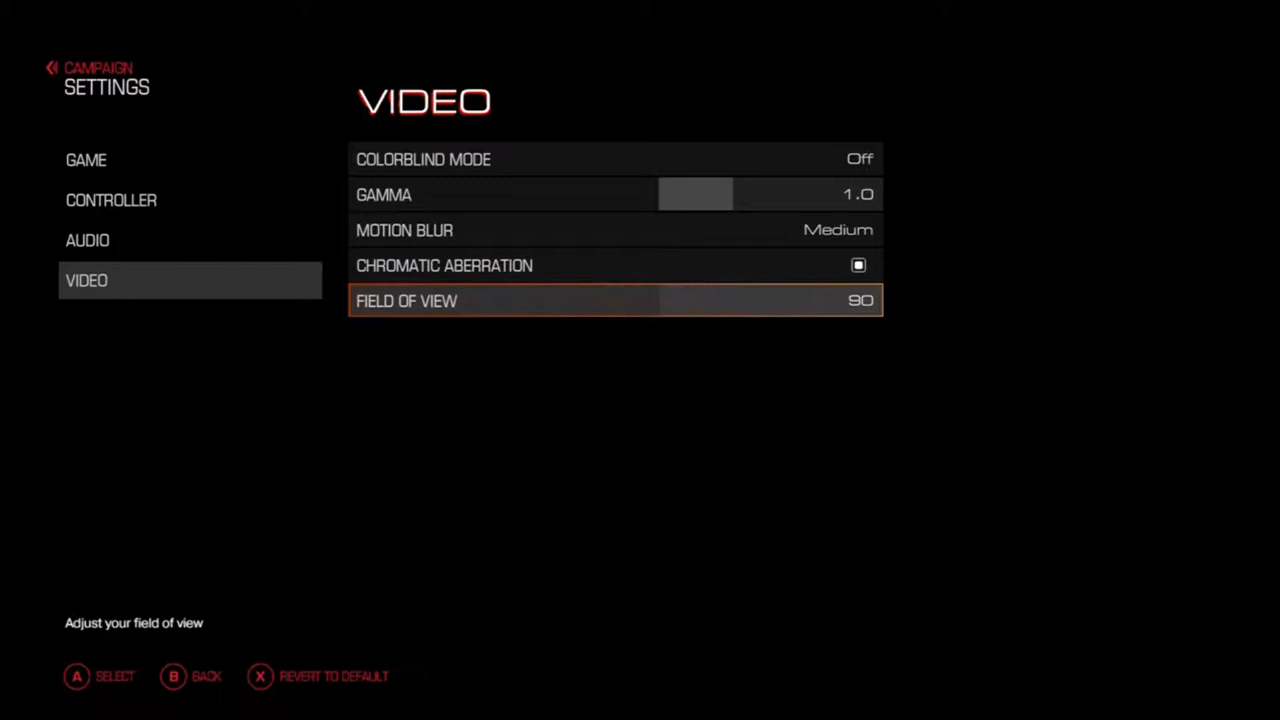 CAMPAIGN
SETTINGS
GAME
CONTROLLER
AUDIO
VIDEO
VIDEO
COLORBLIND MODE Off
GAMMA 1.0
MOTION BLUR Medium
CHROMATIC ABERRATION
FIELD OF VIEW 90
Adjust your field of view
A SELECT B BACK X REVERT TO DEFAULT